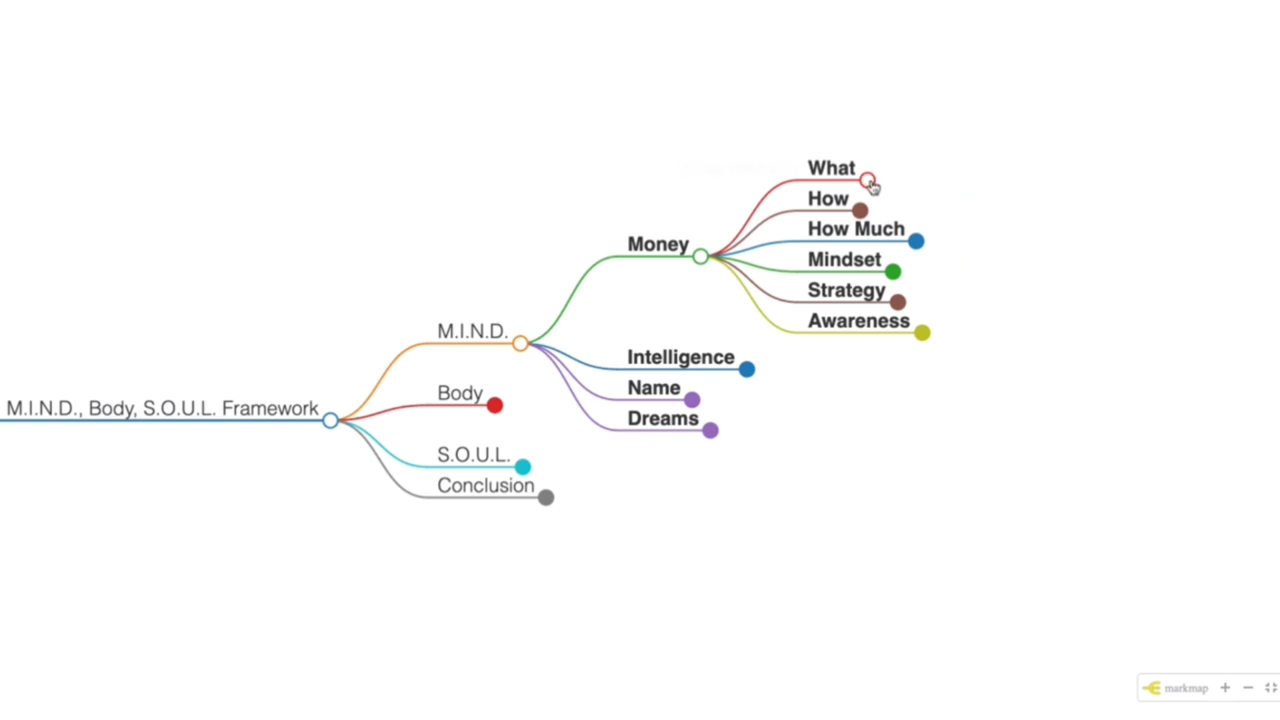 What
How
How Much
Money
Mindset
Strategy
Awareness
M.I.N.D.
Intelligence
Name
Body
M.I.N.D., Body, S.O.U.L. Framework
Dreams
S.O.U.L.
Conclusion
markmap + −